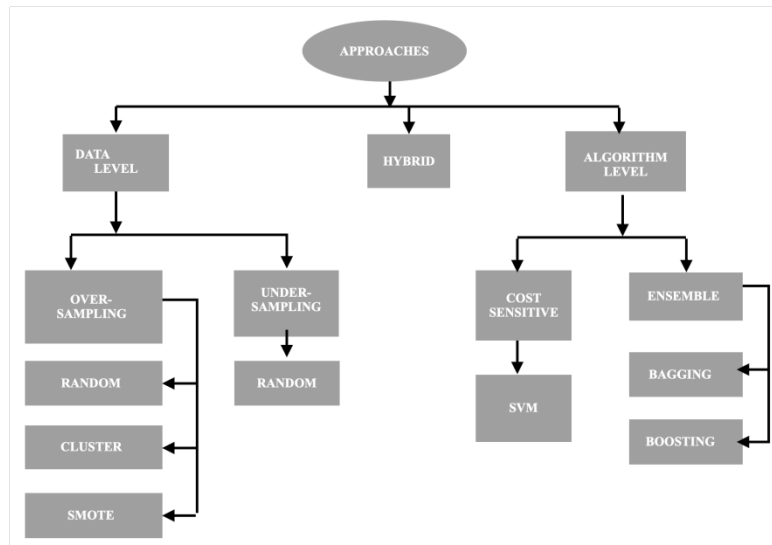 APPROACHES
DATA
LEVEL
HYBRID
ALGORITHM
LEVEL
OVER-
SAMPLING
UNDER-
SAMPLING
COST
SENSITIVE
ENSEMBLE
RANDOM
RANDOM
BAGGING
SVM
CLUSTER
BOOSTING
SMOTE